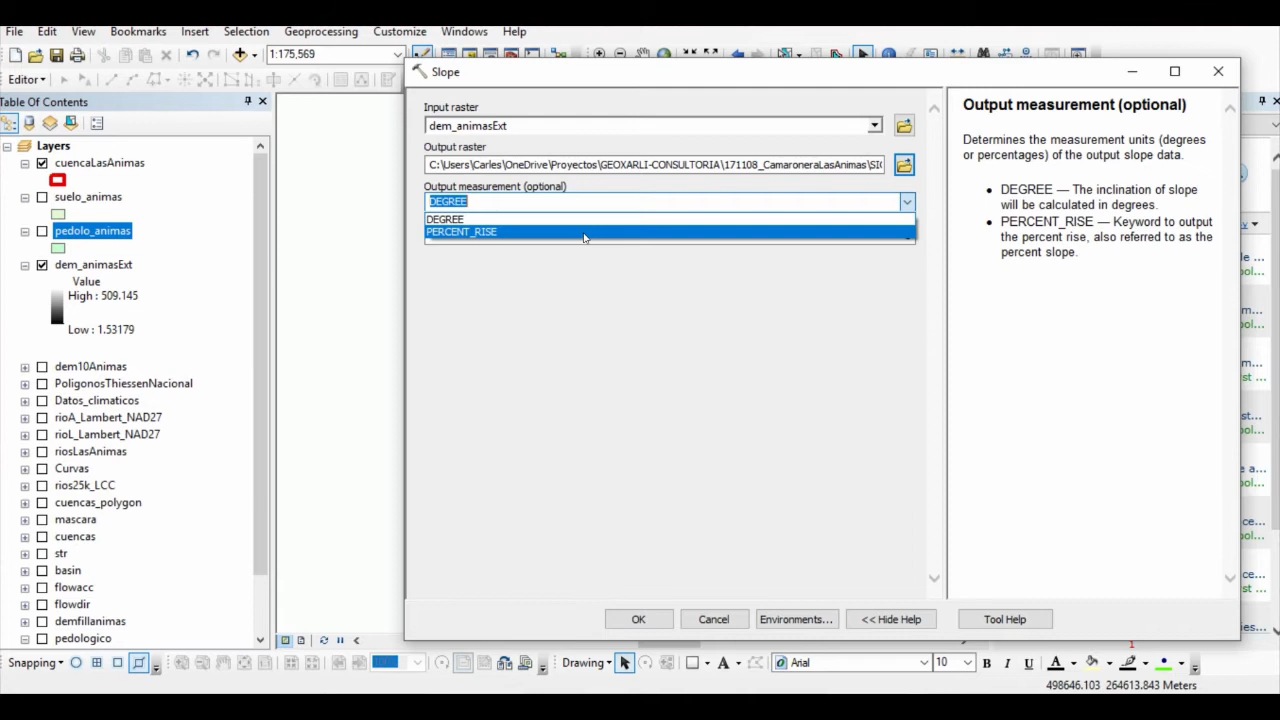 File Edit View Bookmarks Insert Selection Geoprocessing Customize Windows Help
1:175,569
Editor
Slope
Table Of Contents
Layers
cuencaLasAnimas
suelo_animas
pedolo_animas
dem_animasExt
Value
High : 509.145
Low : 1.53179
dem10Animas
PoligonosThiessenNacional
Datos_climaticos
rioA_Lambert_NAD27
rioL_Lambert_NAD27
riosLasAnimas
Curvas
rios25k_LCC
cuencas_polygon
mascara
cuencas
str
basin
flowacc
flowdir
demfillanimas
pedologico
Input raster
dem_animasExt
Output raster
C:\Users\Carles\OneDrive\Proyectos\GEOXARLI-CONSULTORIA\171108_CamaroneraLasAnimas\SIG
Output measurement (optional)
DEGREE
DEGREE
PERCENT_RISE
Output measurement (optional)
Determines the measurement units (degrees
or percentages) of the output slope data.
• DEGREE — The inclination of slope
will be calculated in degrees.
• PERCENT_RISE — Keyword to output
the percent rise, also referred to as the
percent slope.
OK Cancel Environments... << Hide Help Tool Help
Snapping Drawing Arial 10 B I U A
498646.103 264613.843 Meters